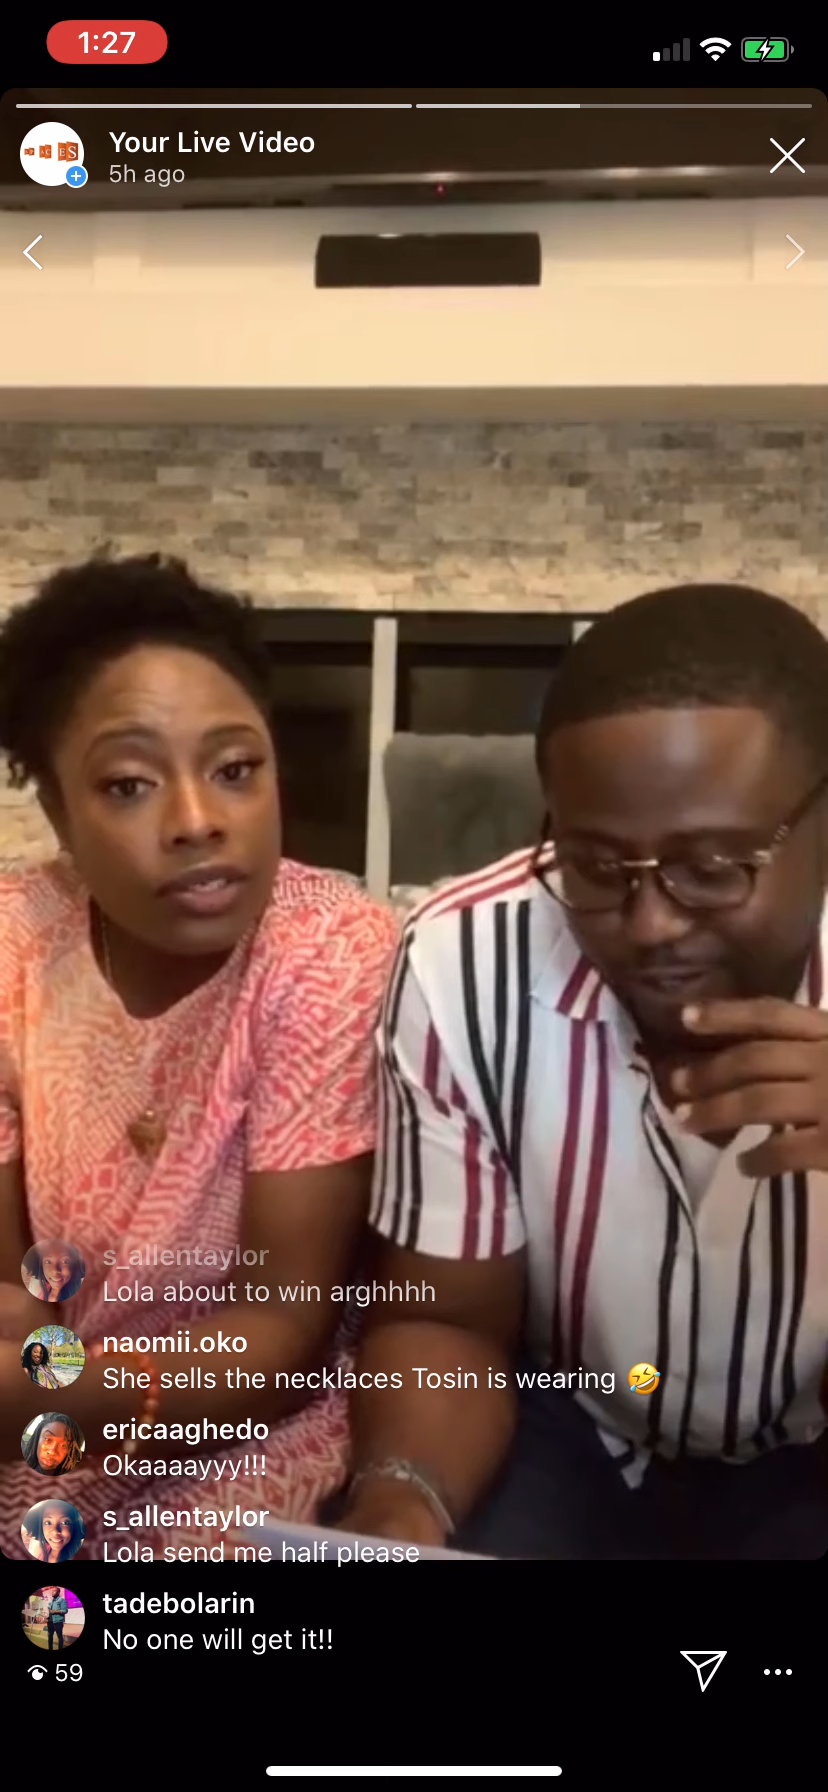 1:27
Your Live Video
5h ago
s_allentaylor
Lola about to win arghhhh
naomii.oko
She sells the necklaces Tosin is wearing 🤣
ericaaghedo
Okaaaayyy!!!
s_allentaylor
Lola send me half please
tadebolarin
No one will get it!!
59